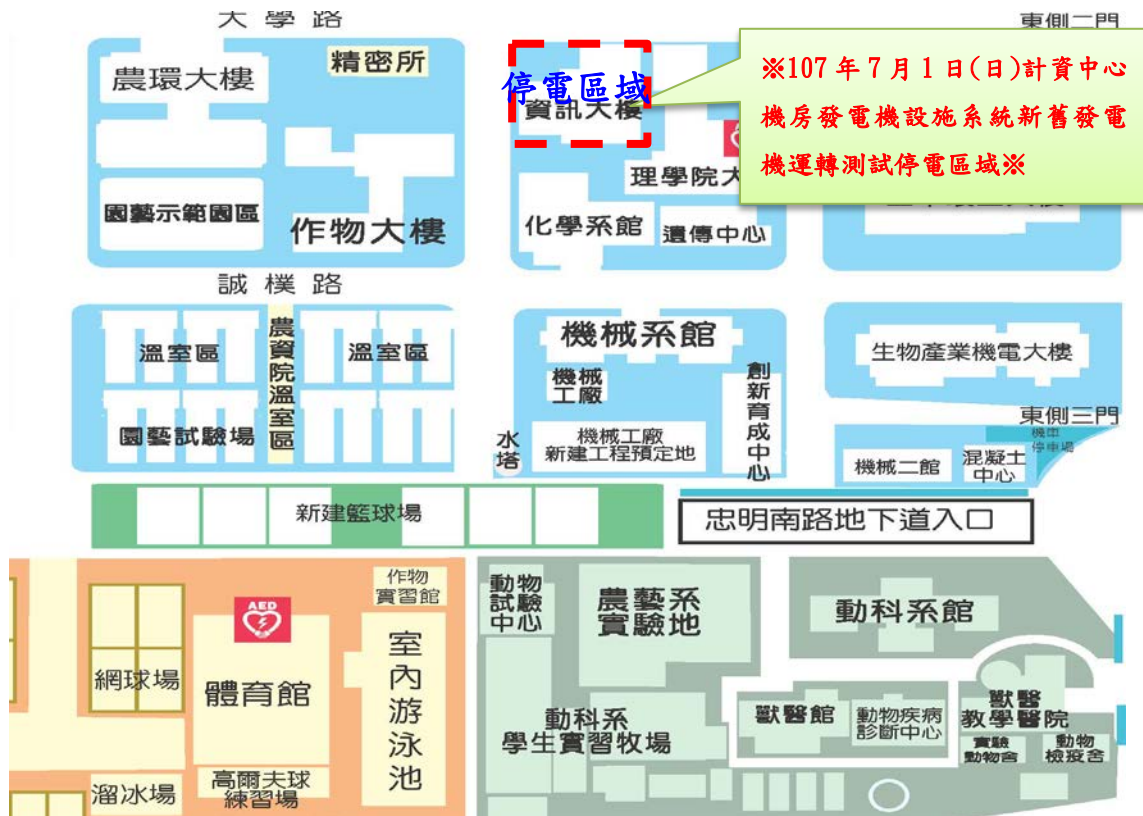 大學路
東側二門
農環大樓
精密所
停電區域
資訊大樓
※107年7月1日(日)計資中心
機房發電機設施系統新舊發電
機運轉測試停電區域※
理學院大
園藝示範園區
作物大樓
化學系館
遺傳中心
誠樸路
溫室區
農資院溫室區
溫室區
機械系館
生物產業機電大樓
機械
工廠
創新育成中心
園藝試驗場
水塔
機械工廠
新建工程預定地
東側三門
機車
停車場
機械二館
混凝土
中心
新建籃球場
忠明南路地下道入口
作物
實習館
動物
試驗
中心
農藝系
實驗地
動科系館
AED
網球場
體育館
室內游泳池
動科系
學生實習牧場
獸醫館
動物疾病
診斷中心
獸醫
教學醫院
實驗
動物舍
動物
檢疫舍
溜冰場
高爾夫球
練習場